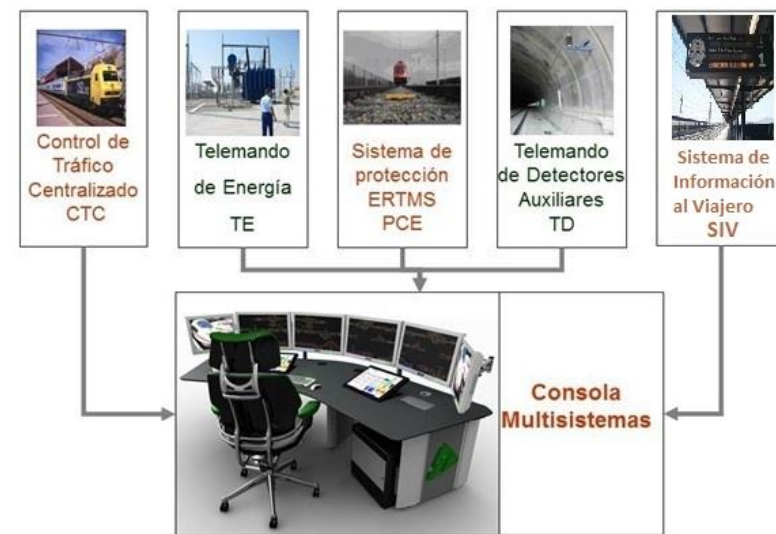 Control de
Tráfico
Centralizado
CTC
Telemando
de Energía
TE
Sistema de
protección
ERTMS
PCE
Telemando
de Detectores
Auxiliares
TD
Sistema de
Información
al Viajero
SIV
Consola
Multisistemas